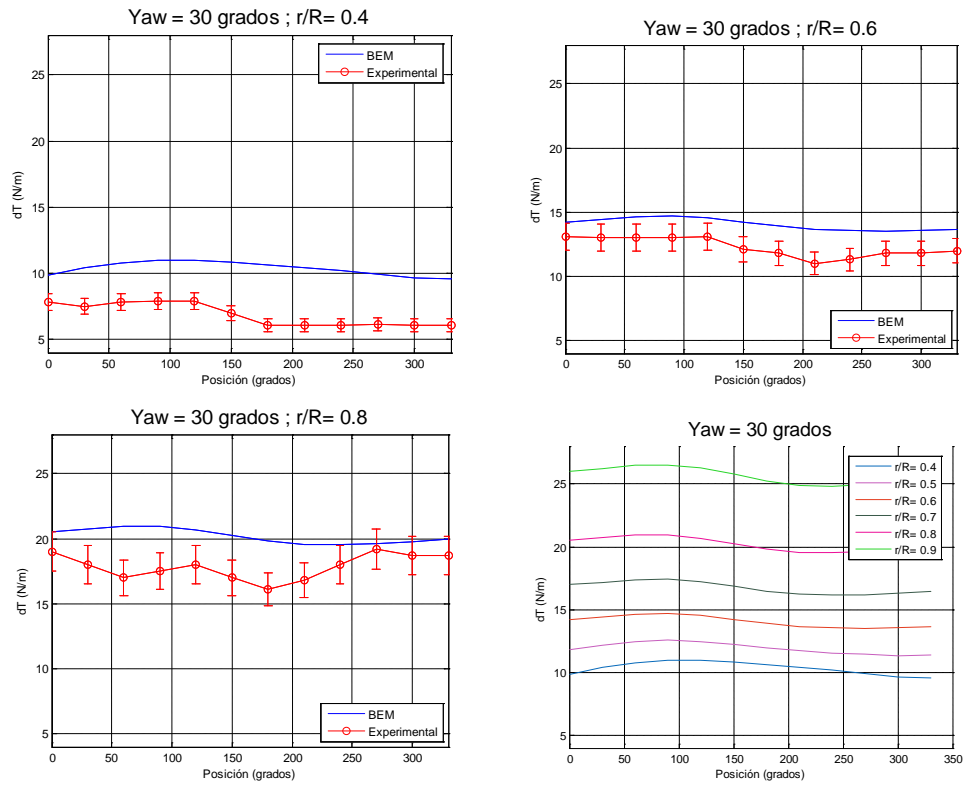 Yaw = 30 grados ; r/R= 0.4
25
20
15
10
5
0
50
100
150
200
250
300
dT (N/m)
Posición (grados)
BEM
Experimental
Yaw = 30 grados ; r/R= 0.6
25
20
15
10
5
0
50
100
150
200
250
300
dT (N/m)
Posición (grados)
BEM
Experimental
Yaw = 30 grados ; r/R= 0.8
25
20
15
10
5
0
50
100
150
200
250
300
dT (N/m)
Posición (grados)
BEM
Experimental
Yaw = 30 grados
25
20
15
10
5
0
50
100
150
200
250
300
350
dT (N/m)
Posición (grados)
r/R= 0.4
r/R= 0.5
r/R= 0.6
r/R= 0.7
r/R= 0.8
r/R= 0.9